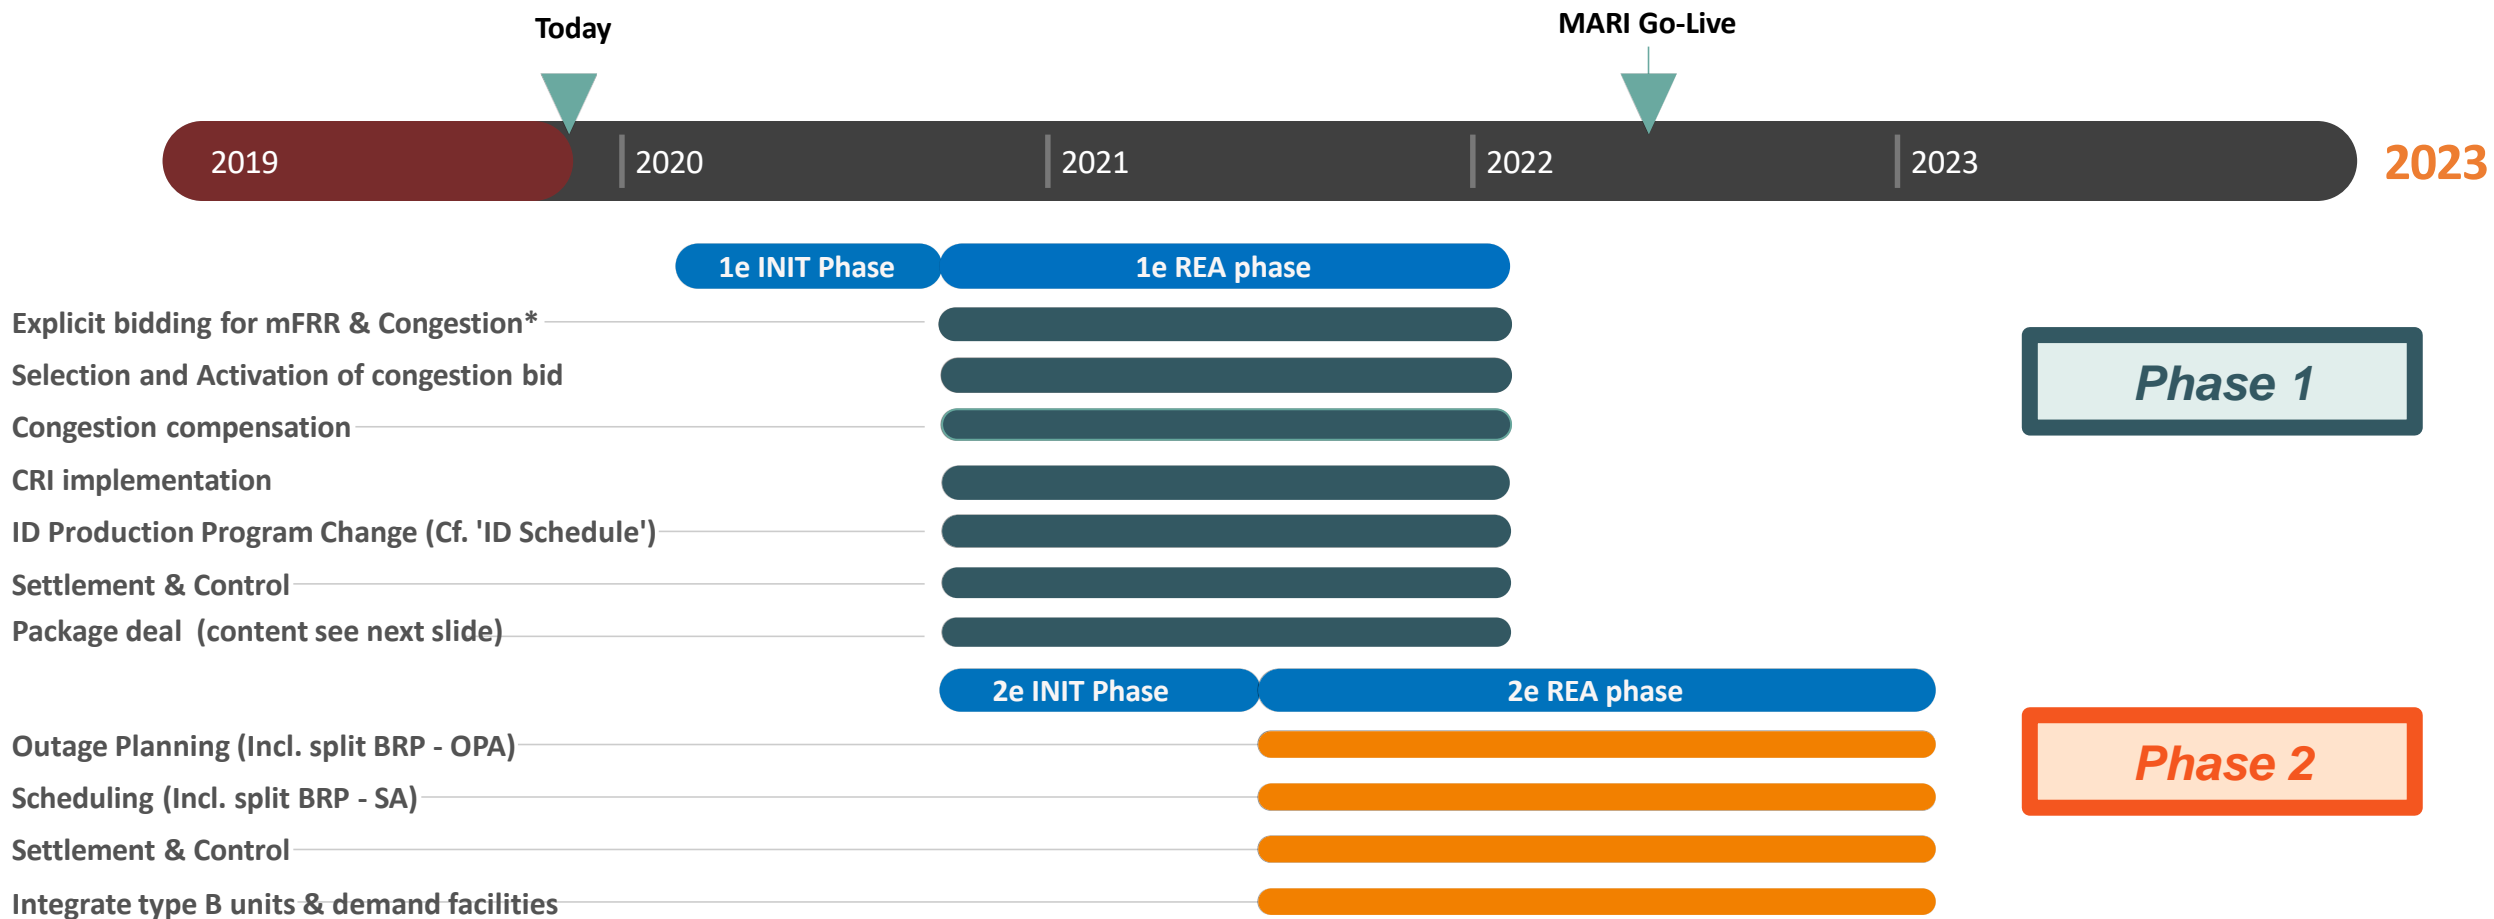 Today
MARI Go-Live
2019
2020
2021
2022
2023
2023
1e INIT Phase
1e REA phase
Explicit bidding for mFRR & Congestion*
Selection and Activation of congestion bid
Congestion compensation
CRI implementation
ID Production Program Change (Cf. 'ID Schedule')
Settlement & Control
Package deal (content see next slide)
Phase 1
2e INIT Phase
2e REA phase
Outage Planning (Incl. split BRP - OPA)
Scheduling (Incl. split BRP - SA)
Settlement & Control
Integrate type B units & demand facilities
Phase 2